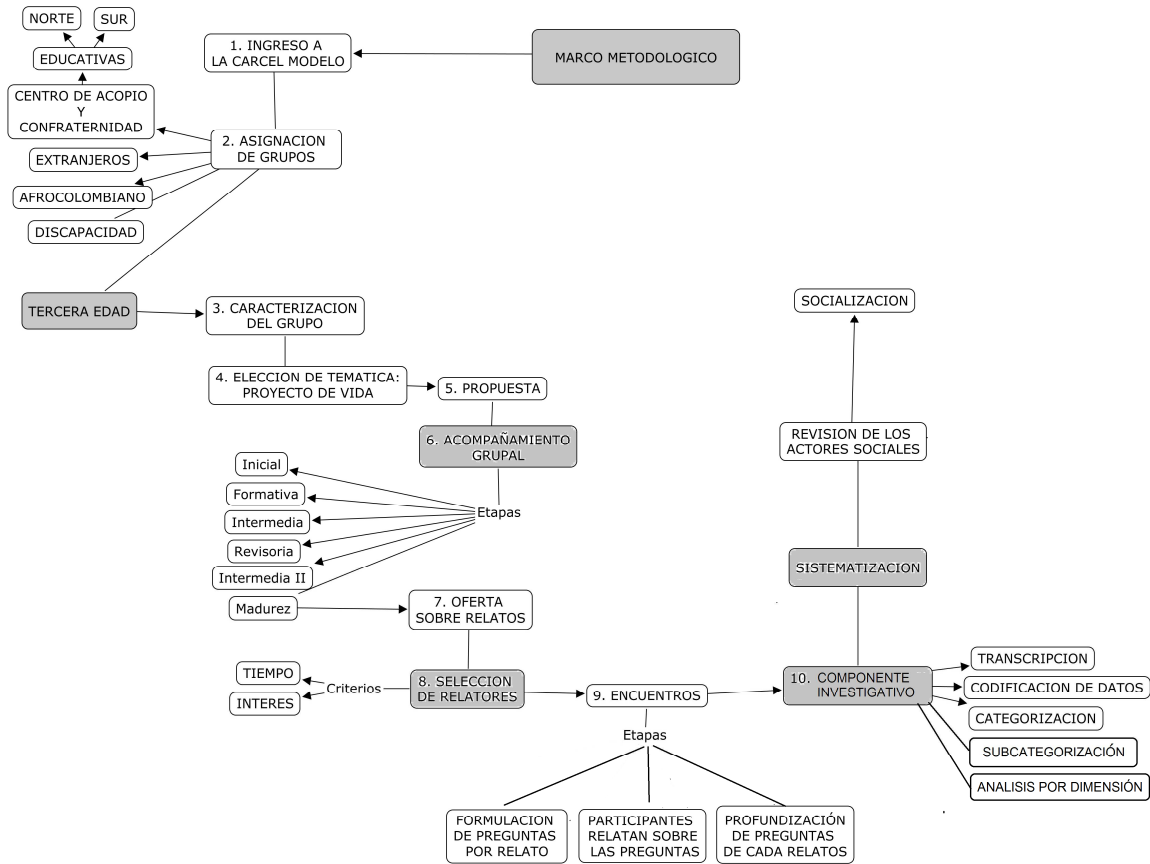 MARCO METODOLOGICO
1. INGRESO A
LA CARCEL MODELO
2. ASIGNACION
DE GRUPOS
NORTE
SUR
EDUCATIVAS
CENTRO DE ACOPIO
Y
CONFRATERNIDAD
EXTRANJEROS
AFROCOLOMBIANO
DISCAPACIDAD
TERCERA EDAD
3. CARACTERIZACION
DEL GRUPO
4. ELECCION DE TEMATICA:
PROYECTO DE VIDA
5. PROPUESTA
6. ACOMPAÑAMIENTO
GRUPAL
Etapas
Inicial
Formativa
Intermedia
Revisoria
Intermedia II
Madurez
7. OFERTA
SOBRE RELATOS
8. SELECCION
DE RELATORES
Criterios
TIEMPO
INTERES
9. ENCUENTROS
Etapas
FORMULACION
DE PREGUNTAS
POR RELATO
PARTICIPANTES
RELATAN SOBRE
LAS PREGUNTAS
PROFUNDIZACIÓN
DE PREGUNTAS
DE CADA RELATOS
10. COMPONENTE
INVESTIGATIVO
TRANSCRIPCION
CODIFICACION DE DATOS
CATEGORIZACION
SUBCATEGORIZACIÓN
ANALISIS POR DIMENSIÓN
SISTEMATIZACION
REVISION DE LOS
ACTORES SOCIALES
SOCIALIZACION